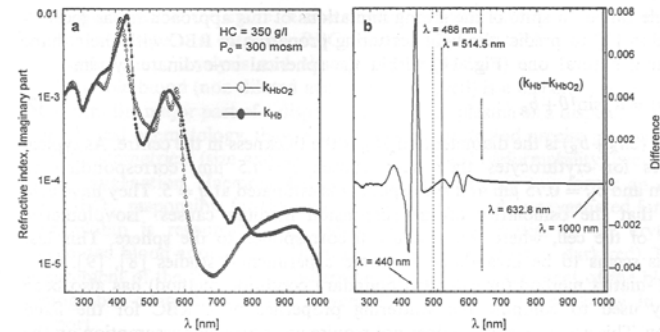 a
HC = 350 g/l
P₀ = 300 mosm
k_HbO2
k_Hb
Refractive index, Imaginary part
0.01
1E-3
1E-4
1E-5
300 400 500 600 700 800 900 1000
λ [nm]
b
λ = 488 nm
λ = 514.5 nm
(k_Hb–k_HbO2)
λ = 632.8 nm
λ = 1000 nm
λ = 440 nm
0.008
0.006
0.004
0.002
0.000
−0.002
−0.004
300 400 500 600 700 800 900 1000
λ [nm]